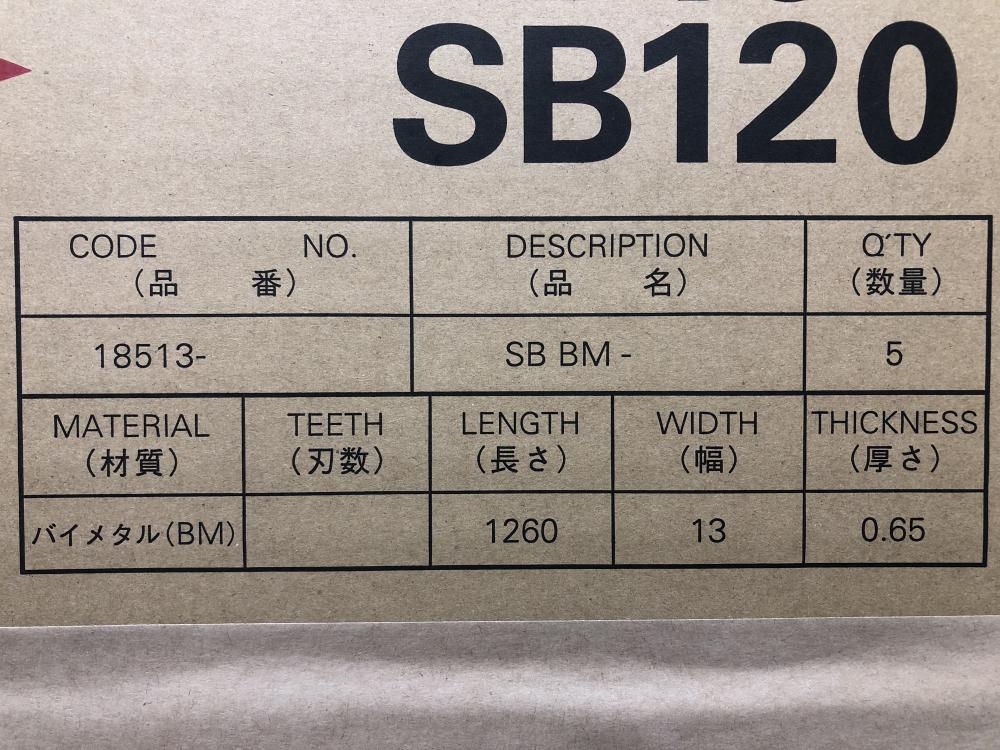 SB120
CODE NO. DESCRIPTION Q'TY
（品 番） （品 名） （数量）
18513- SB BM - 5
MATERIAL TEETH LENGTH WIDTH THICKNESS
（材質） （刃数） （長さ） （幅） （厚さ）
バイメタル(BM) 1260 13 0.65